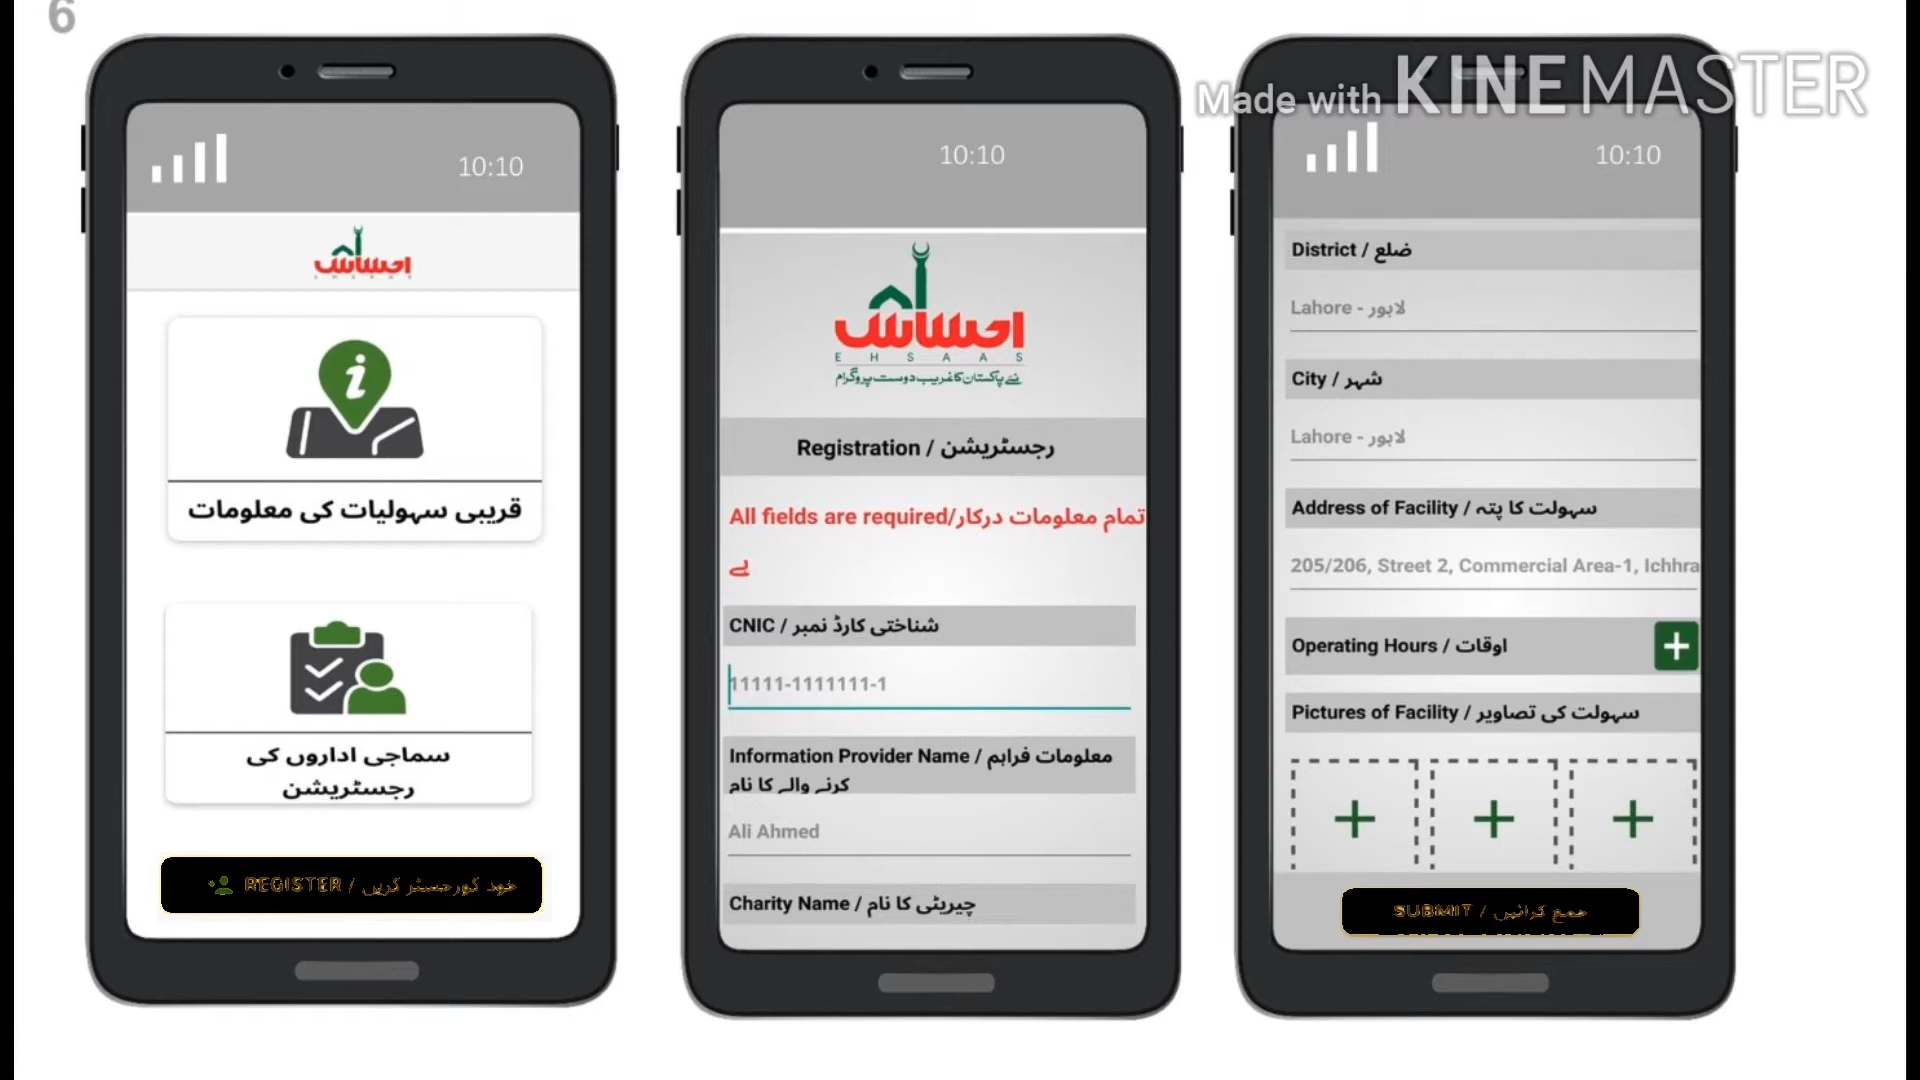 6
Made with KINEMASTER
10:10
احساس
EHSAAS
قریبی سہولیات کی معلومات
سماجی اداروں کی
رجسٹریشن
REGISTER / خود کو رجسٹر کریں
10:10
احساس
EHSAAS
نئے پاکستان کا غریب دوست پروگرام
Registration / رجسٹریشن
All fields are required/تمام معلومات درکار
ہے
CNIC / شناختی کارڈ نمبر
11111-1111111-1
Information Provider Name / معلومات فراہم
کرنے والے کا نام
Ali Ahmed
Charity Name / چیریٹی کا نام
10:10
District / ضلع
Lahore - لاہور
City / شہر
Lahore - لاہور
Address of Facility / سہولت کا پتہ
205/206, Street 2, Commercial Area-1, Ichhra
Operating Hours / اوقات
Pictures of Facility / سہولت کی تصاویر
SUBMIT / جمع کرائیں